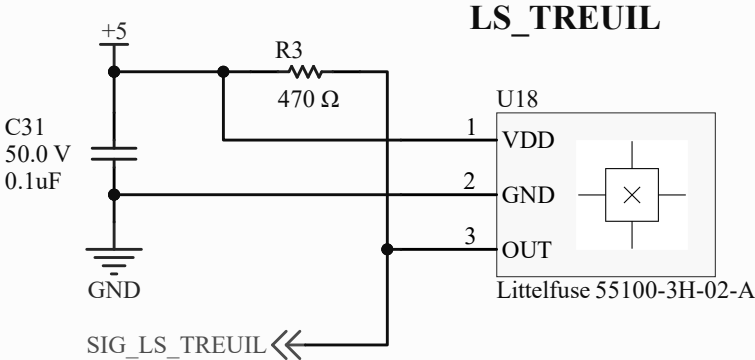 LS_TREUIL
+5
R3
470 Ω
C31
50.0 V
0.1uF
U18
1
VDD
2
GND
3
OUT
Littelfuse 55100-3H-02-A
GND
SIG_LS_TREUIL